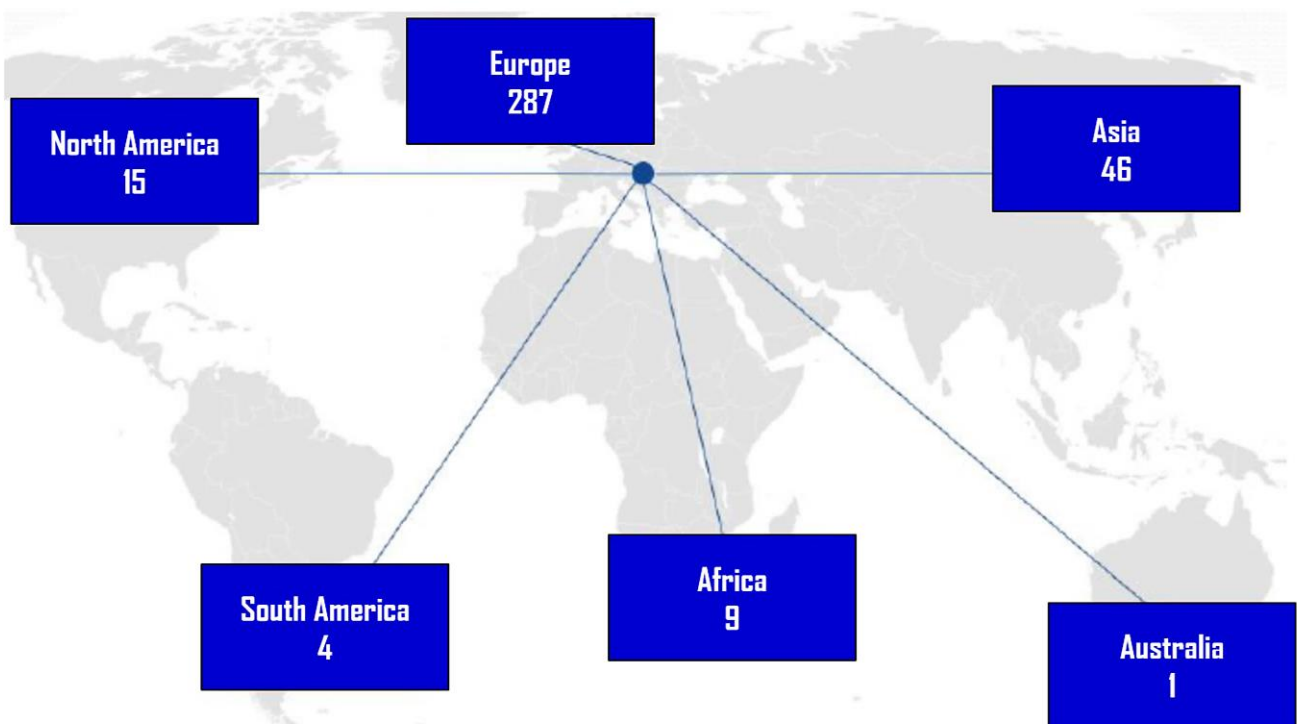 Europe
287
North America
15
Asia
46
South America
4
Africa
9
Australia
1